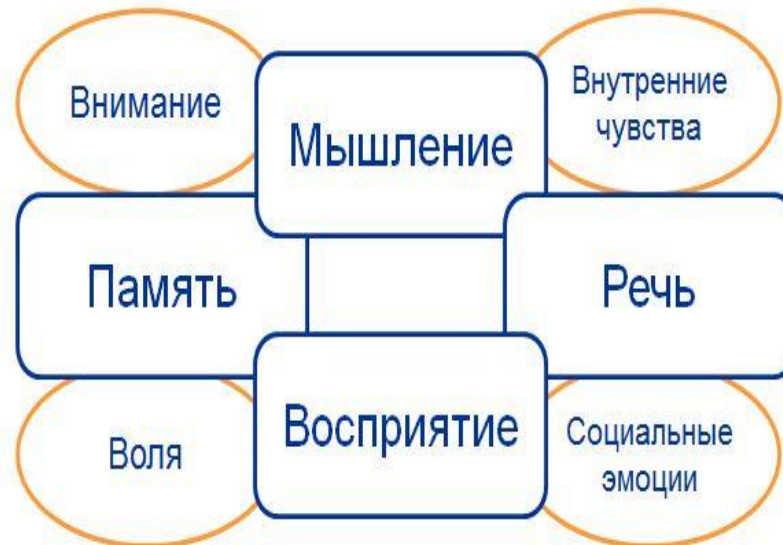 Внимание
Мышление
Внутренние
чувства
Память
Речь
Воля
Восприятие
Социальные
эмоции